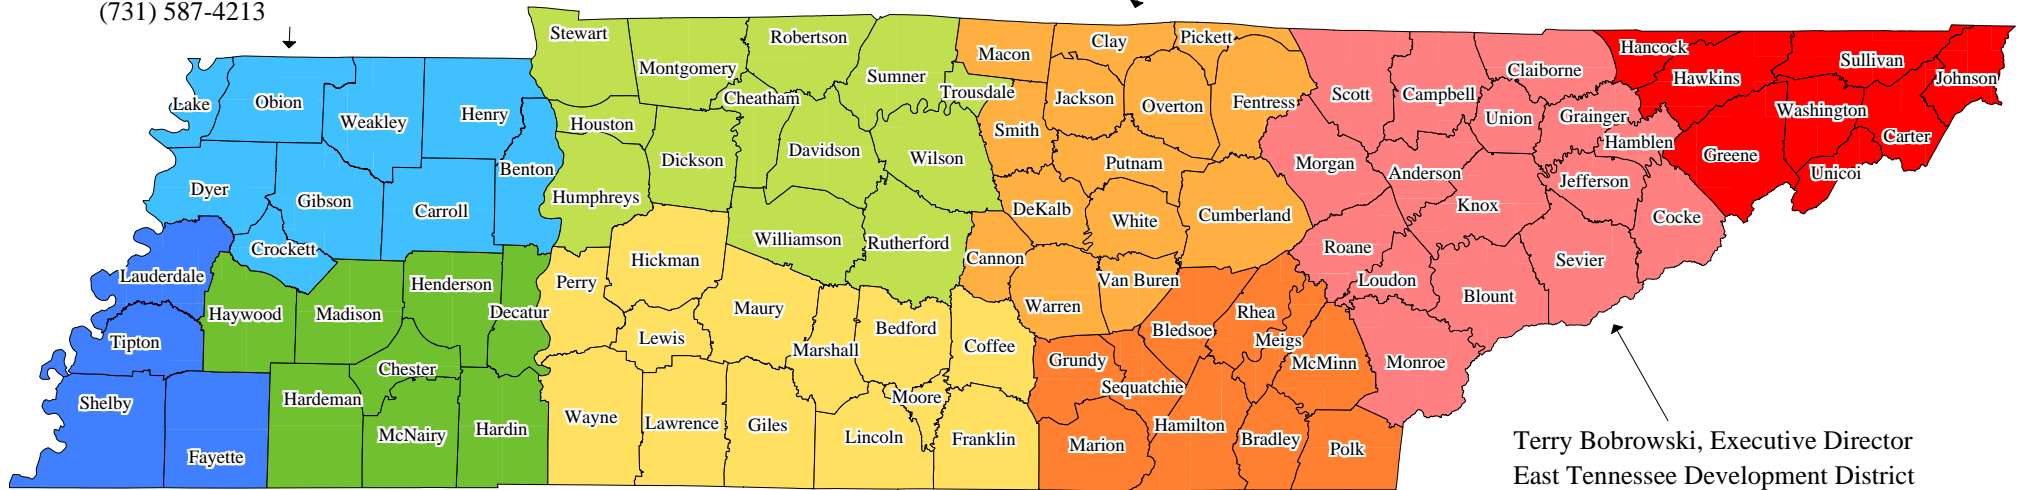 (731) 587-4213
Stewart
Robertson
Montgomery
Sumner
Macon
Clay
Pickett
Hancock
Sullivan
Claiborne
Hawkins
Johnson
Lake
Obion
Weakley
Henry
Cheatham
Trousdale
Jackson
Overton
Fentress
Scott
Campbell
Union
Grainger
Washington
Houston
Smith
Hamblen
Carter
Dickson
Davidson
Wilson
Putnam
Morgan
Anderson
Greene
Benton
Jefferson
Unicoi
Dyer
Gibson
Carroll
Humphreys
DeKalb
White
Cumberland
Knox
Cocke
Crockett
Williamson
Rutherford
Roane
Hickman
Cannon
Sevier
Lauderdale
Henderson
Perry
Van Buren
Loudon
Haywood
Madison
Decatur
Maury
Warren
Blount
Rhea
Tipton
Lewis
Bedford
Bledsoe
Marshall
Coffee
Meigs
Chester
Grundy
McMinn
Monroe
Sequatchie
Shelby
Hardeman
Moore
Wayne
Lawrence
Giles
Hamilton
McNairy
Hardin
Lincoln
Franklin
Marion
Bradley
Polk
Fayette
Terry Bobrowski, Executive Director
East Tennessee Development District